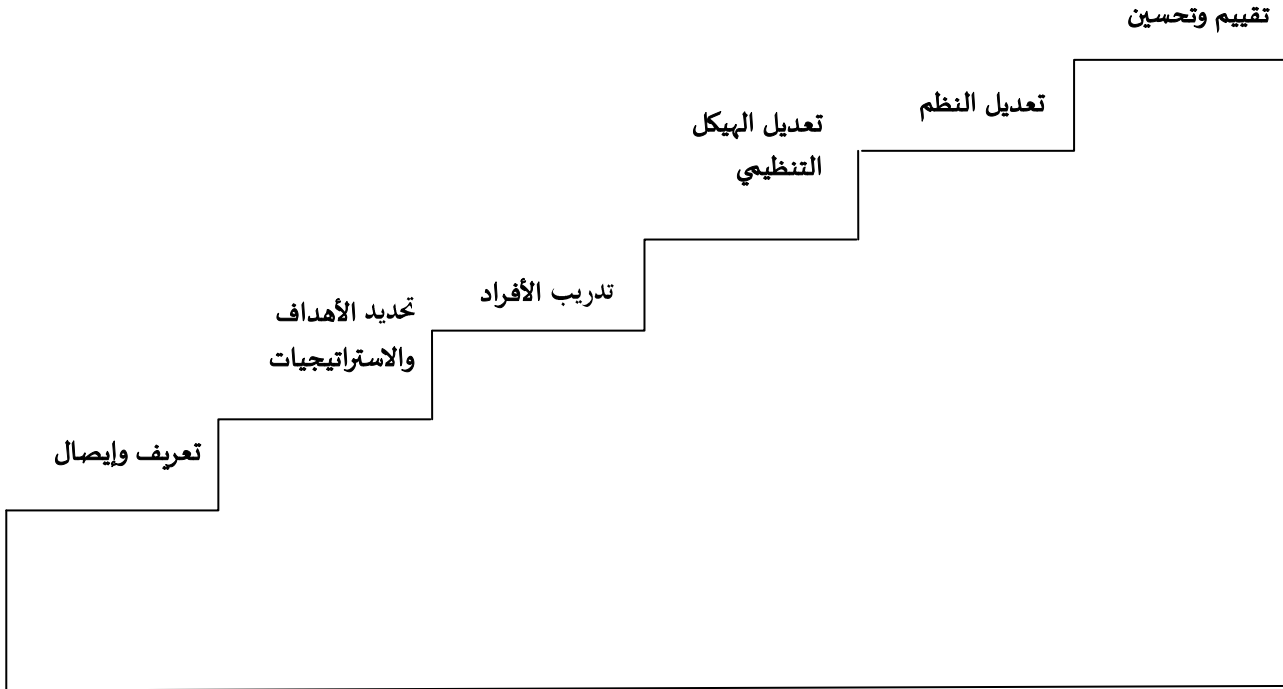 تقييم وتحسين
تعديل النظم
تعديل الهيكل
التنظيمي
تدريب الأفراد
تحديد الأهداف
والاستراتيجيات
تعريف وإيصال